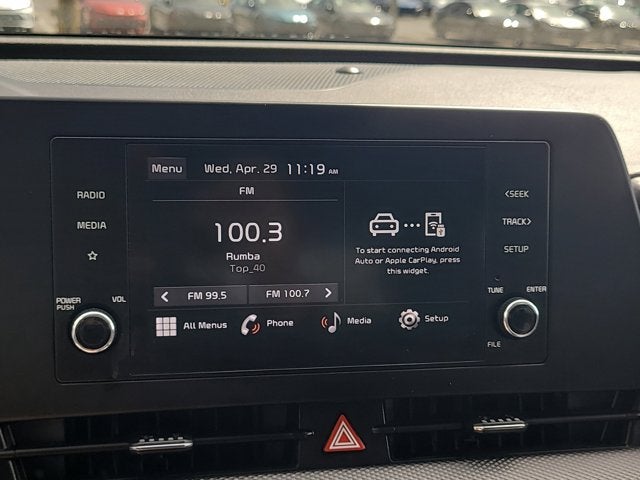 Menu Wed, Apr. 29 11:19 AM
FM
100.3
Rumba
Top_40
FM 99.5 FM 100.7
To start connecting Android
Auto or Apple CarPlay, press
this widget.
All Menus Phone Media Setup
RADIO
MEDIA
POWER
PUSH
VOL
<SEEK
TRACK>
SETUP
TUNE
ENTER
FILE